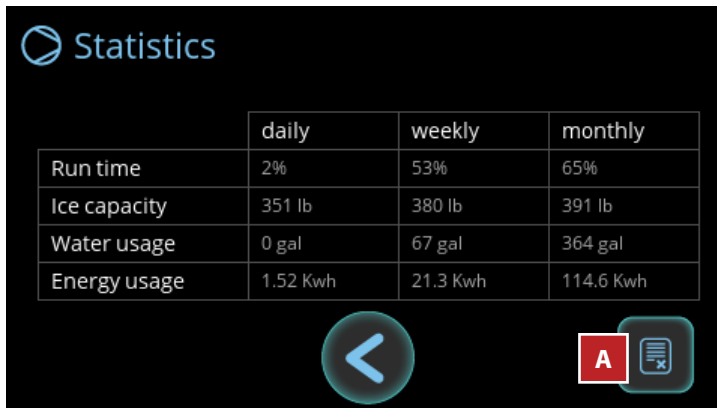 Statistics
daily weekly monthly
Run time 2% 53% 65%
Ice capacity 351 lb 380 lb 391 lb
Water usage 0 gal 67 gal 364 gal
Energy usage 1.52 Kwh 21.3 Kwh 114.6 Kwh
A